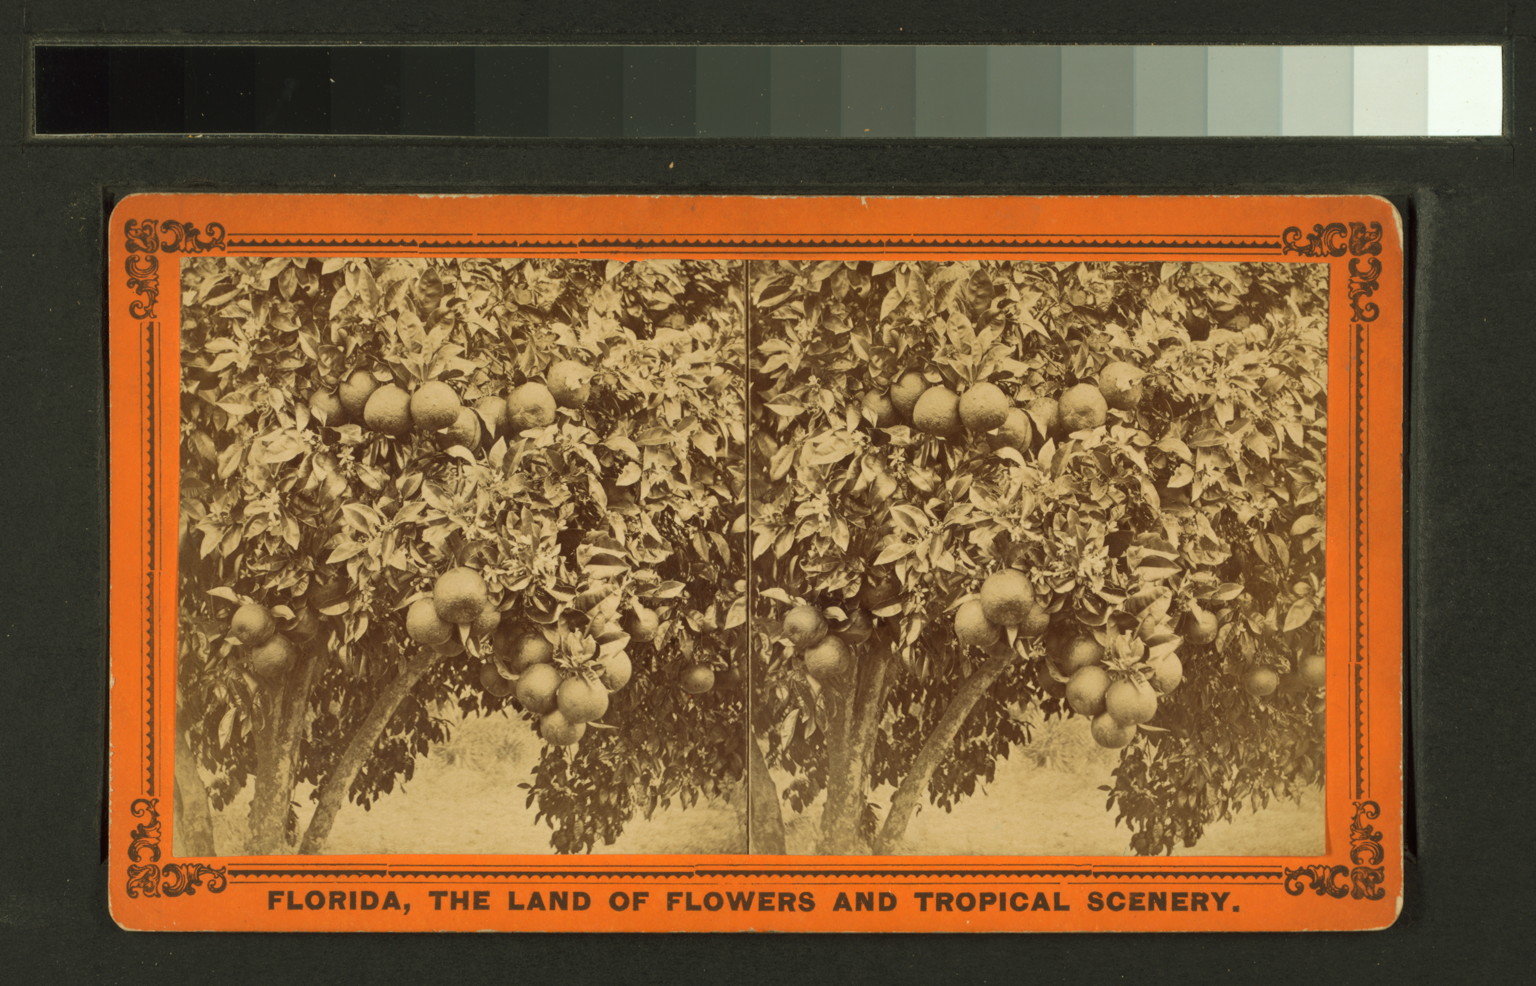 FLORIDA, THE LAND OF FLOWERS AND TROPICAL SCENERY.